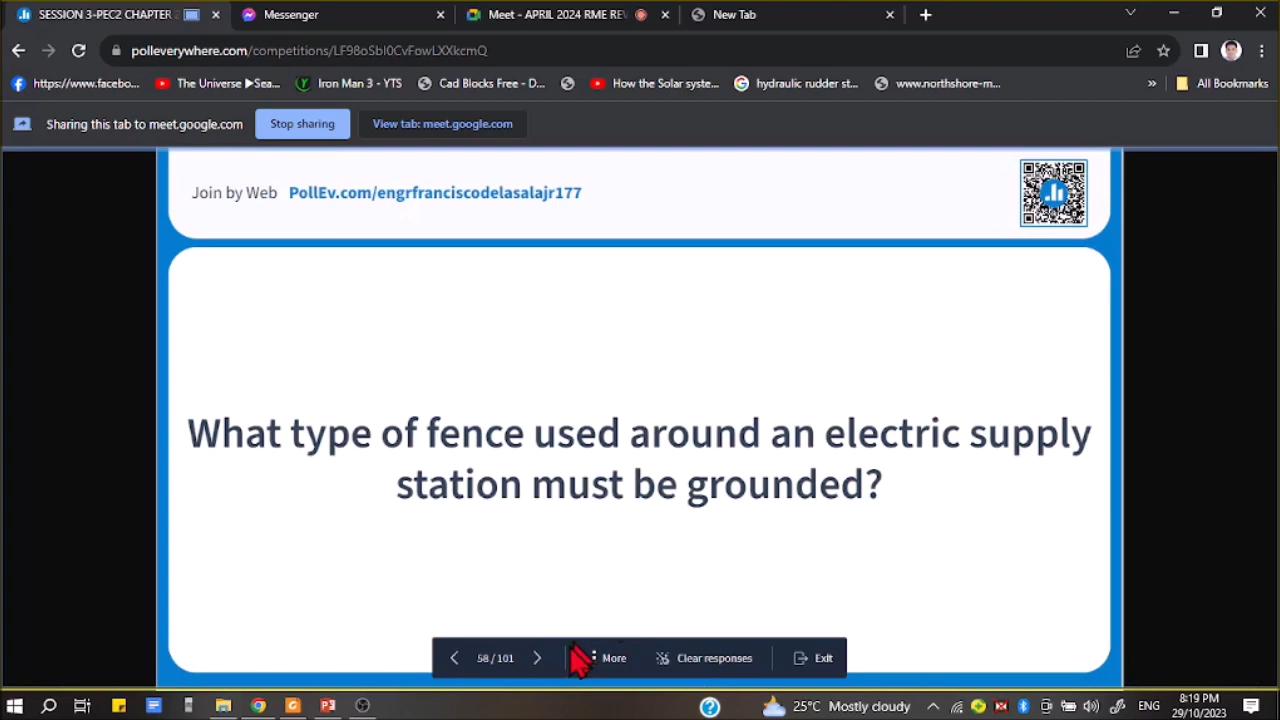 SESSION 3-PEC2 CHAPTER 2
Messenger
Meet - APRIL 2024 RME REV
New Tab
polleverywhere.com/competitions/LF98oSbI0CvFowLXXkcmQ
https://www.facebo...
The Universe ▶Sea...
Iron Man 3 - YTS
Cad Blocks Free - D...
How the Solar syste...
hydraulic rudder st...
www.northshore-m...
»
All Bookmarks
Sharing this tab to meet.google.com
Stop sharing
View tab: meet.google.com
Join by Web PollEv.com/engrfranciscodelasalajr177
What type of fence used around an electric supply
station must be grounded?
58 / 101
More
Clear responses
Exit
25°C Mostly cloudy
ENG
8:19 PM
29/10/2023